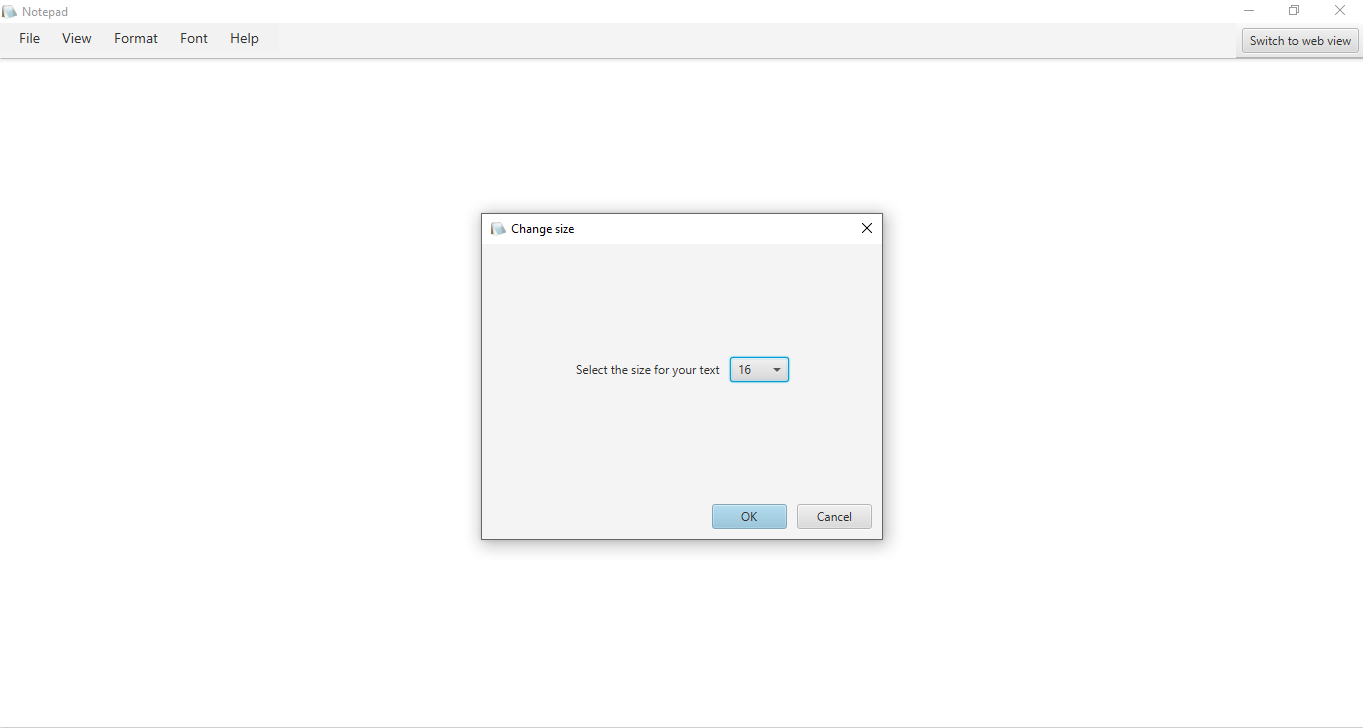 Notepad
File View Format Font Help Switch to web view
Change size
Select the size for your text 16
OK Cancel